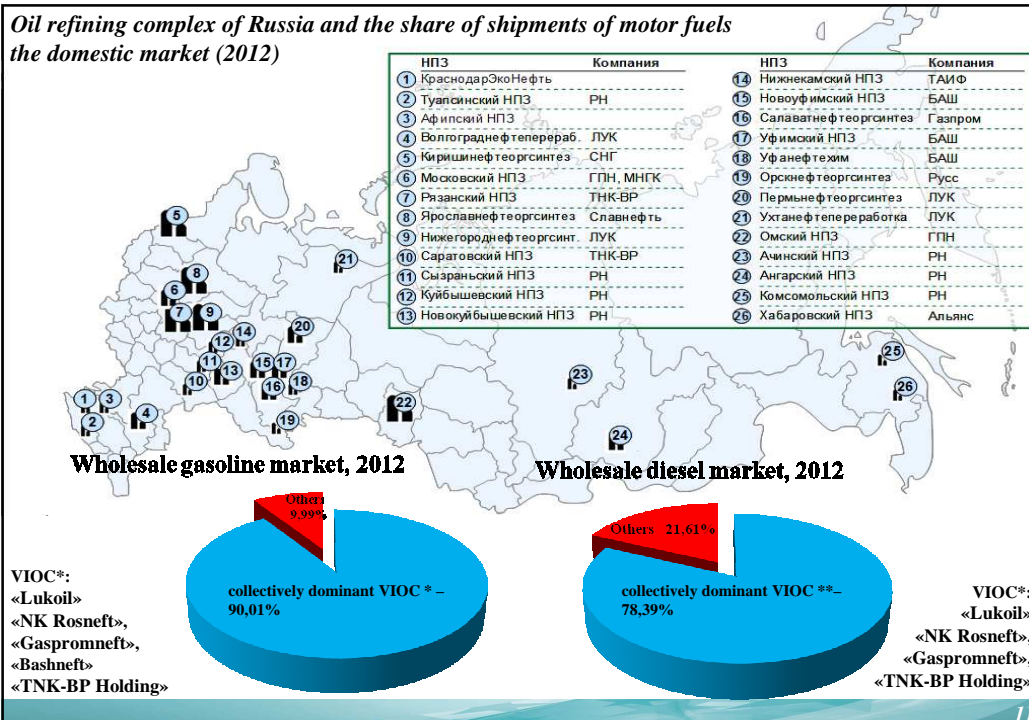 Oil refining complex of Russia and the share of shipments of motor fuels
the domestic market (2012)
НПЗ Компания
1 КраснодарЭкоНефть
2 Туапсинский НПЗ РН
3 Афипский НПЗ
4 Волгограднефтеперераб. ЛУК
5 Киришинефтеоргсинтез СНГ
6 Московский НПЗ ГПН, МНГК
7 Рязанский НПЗ ТНК-ВР
8 Ярославнефтеоргсинтез Славнефть
9 Нижегороднефтеоргсинт. ЛУК
10 Саратовский НПЗ ТНК-ВР
11 Сызраньский НПЗ РН
12 Куйбышевский НПЗ РН
13 Новокуйбышевский НПЗ РН
НПЗ Компания
14 Нижнекамский НПЗ ТАИФ
15 Новоуфимский НПЗ БАШ
16 Салаватнефтеоргсинтез Газпром
17 Уфимский НПЗ БАШ
18 Уфанефтехим БАШ
19 Орскнефтеоргсинтез Русс
20 Пермьнефтеоргсинтез ЛУК
21 Ухтанефтепереработка ЛУК
22 Омский НПЗ ГПН
23 Ачинский НПЗ РН
24 Ангарский НПЗ РН
25 Комсомольский НПЗ РН
26 Хабаровский НПЗ Альянс
5
21
8
6
7
9
20
14
12
11
13
15
17
10
16
18
1
3
2
4
19
22
23
24
25
26
Wholesale gasoline market, 2012
Others
9,99%
collectively dominant VIOC * –
90,01%
VIOC*:
«Lukoil»
«NK Rosneft»,
«Gaspromneft»,
«Bashneft»
«TNK-BP Holding»
Wholesale diesel market, 2012
Others 21,61%
collectively dominant VIOC **–
78,39%
VIOC*:
«Lukoil»
«NK Rosneft»,
«Gaspromneft»,
«TNK-BP Holding»
1